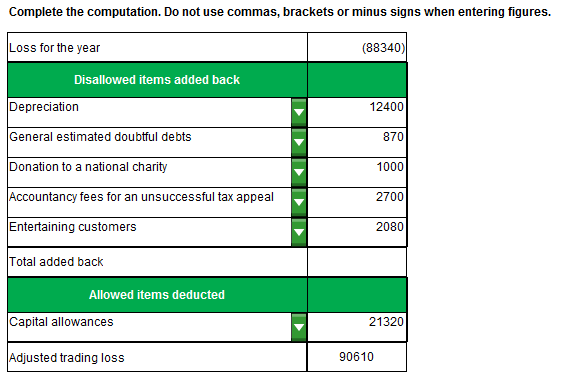 Complete the computation. Do not use commas, brackets or minus signs when entering figures.
Loss for the year (88340)
Disallowed items added back
Depreciation 12400
General estimated doubtful debts 870
Donation to a national charity 1000
Accountancy fees for an unsuccessful tax appeal 2700
Entertaining customers 2080
Total added back
Allowed items deducted
Capital allowances 21320
Adjusted trading loss 90610